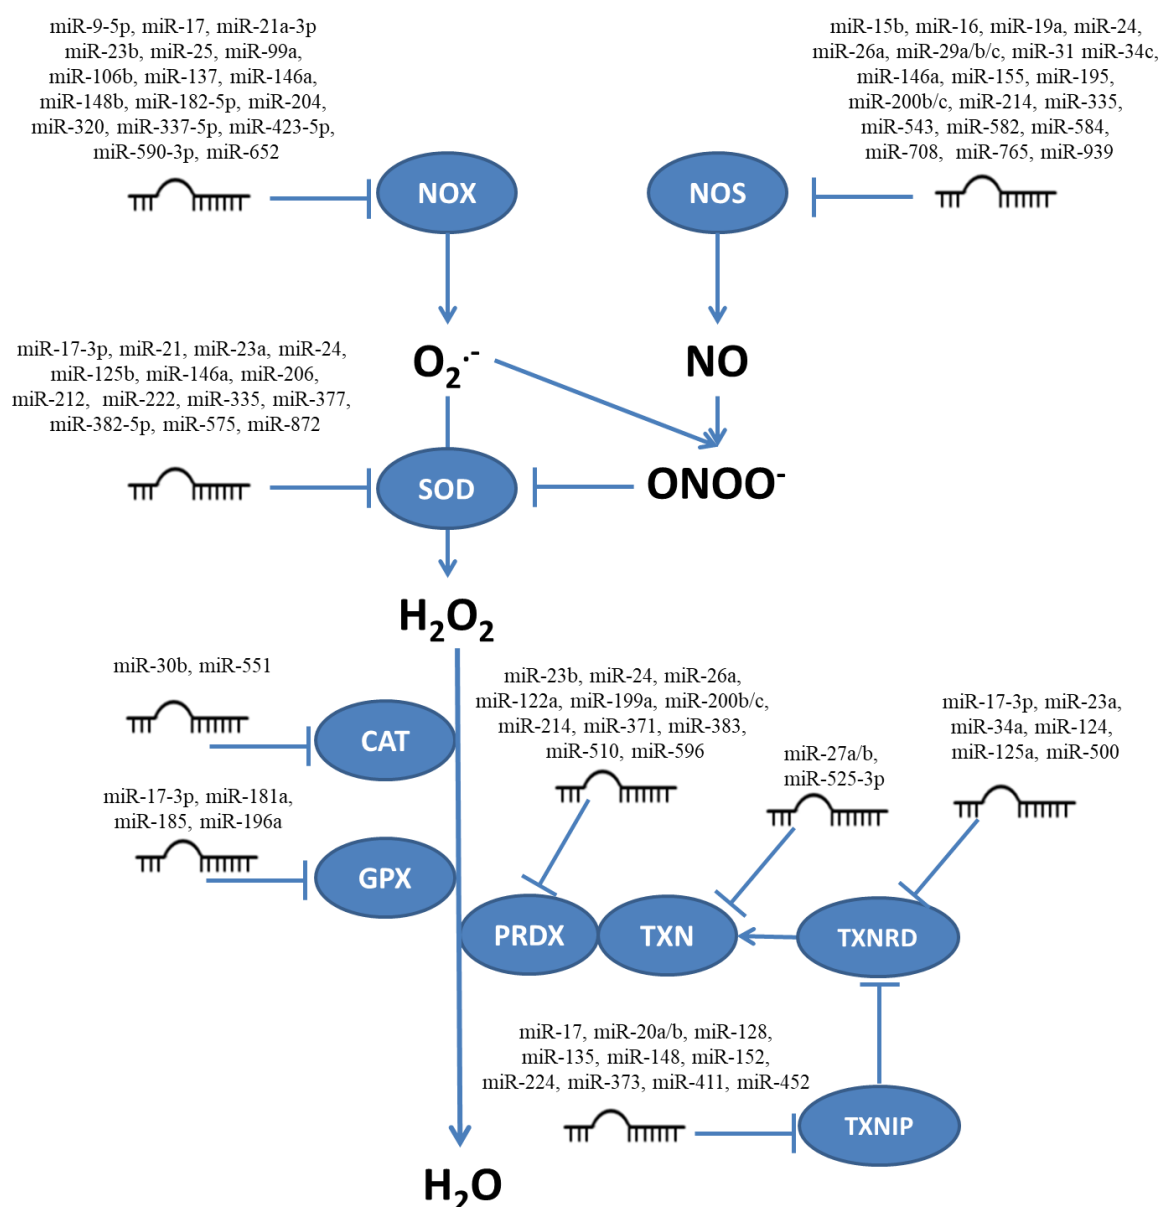 miR-9-5p, miR-17, miR-21a-3p
miR-23b, miR-25, miR-99a,
miR-106b, miR-137, miR-146a,
miR-148b, miR-182-5p, miR-204,
miR-320, miR-337-5p, miR-423-5p,
miR-590-3p, miR-652
miR-15b, miR-16, miR-19a, miR-24,
miR-26a, miR-29a/b/c, miR-31 miR-34c,
miR-146a, miR-155, miR-195,
miR-200b/c, miR-214, miR-335,
miR-543, miR-582, miR-584,
miR-708, miR-765, miR-939
NOX
NOS
miR-17-3p, miR-21, miR-23a, miR-24,
miR-125b, miR-146a, miR-206,
miR-212, miR-222, miR-335, miR-377,
miR-382-5p, miR-575, miR-872
O₂·⁻
NO
SOD
ONOO⁻
H₂O₂
miR-30b, miR-551
CAT
miR-17-3p, miR-181a,
miR-185, miR-196a
GPX
miR-23b, miR-24, miR-26a,
miR-122a, miR-199a, miR-200b/c,
miR-214, miR-371, miR-383,
miR-510, miR-596
miR-27a/b,
miR-525-3p
miR-17-3p, miR-23a,
miR-34a, miR-124,
miR-125a, miR-500
PRDX
TXN
TXNRD
miR-17, miR-20a/b, miR-128,
miR-135, miR-148, miR-152,
miR-224, miR-373, miR-411, miR-452
TXNIP
H₂O